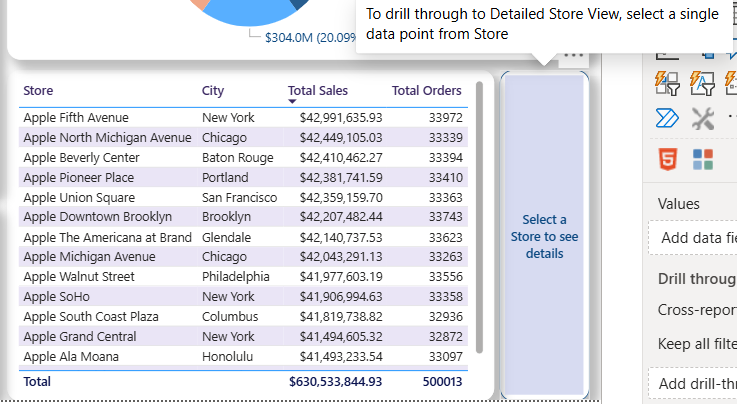 To drill through to Detailed Store View, select a single
data point from Store
$304.0M (20.09%
Store City Total Sales Total Orders
Apple Fifth Avenue New York $42,991,635.93 33972
Apple North Michigan Avenue Chicago $42,449,105.03 33339
Apple Beverly Center Baton Rouge $42,410,462.27 33394
Apple Pioneer Place Portland $42,381,741.59 33410
Apple Union Square San Francisco $42,359,159.70 33363
Apple Downtown Brooklyn Brooklyn $42,207,482.44 33743
Apple The Americana at Brand Glendale $42,140,737.53 33623
Apple Michigan Avenue Chicago $42,043,291.13 33263
Apple Walnut Street Philadelphia $41,977,603.19 33556
Apple SoHo New York $41,906,994.63 33358
Apple South Coast Plaza Columbus $41,819,738.82 32936
Apple Grand Central New York $41,494,605.32 32872
Apple Ala Moana Honolulu $41,493,233.54 33097
Total $630,533,844.93 500013
Select a
Store to see
details
5
Values
Add data fie
Drill throug
Cross-repor
Keep all filte
Add drill-thr